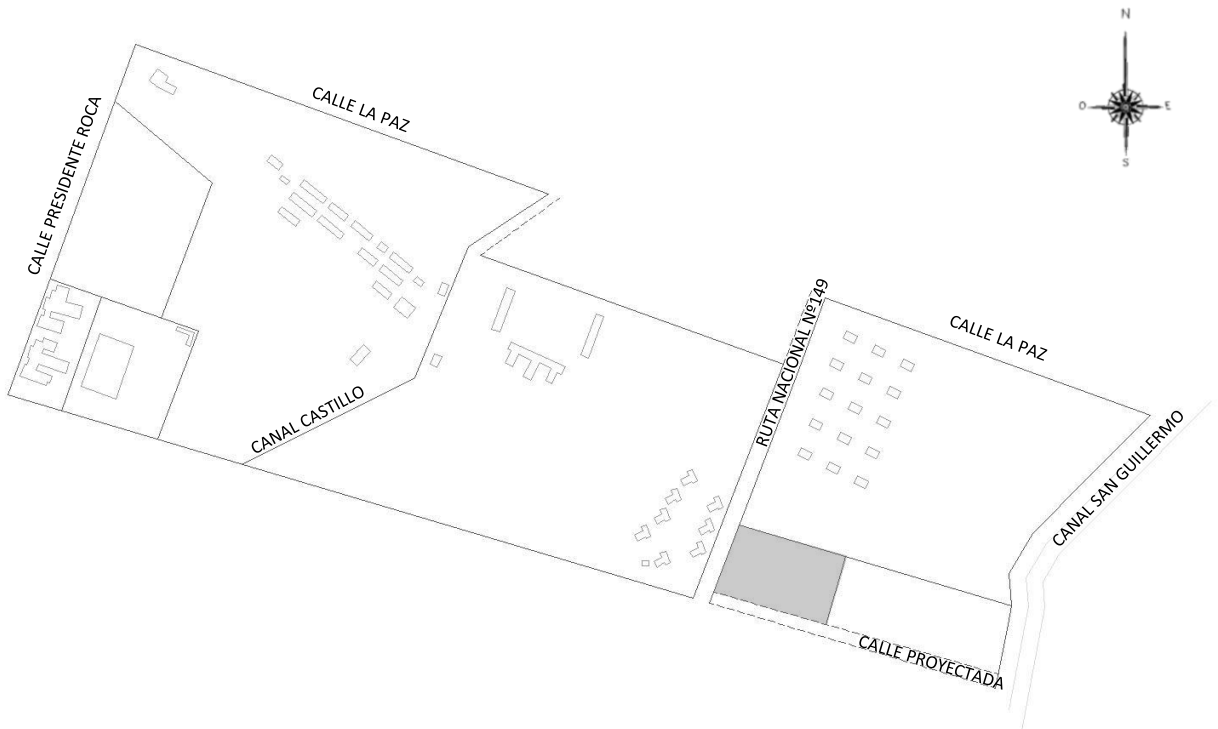 N
O
E
S
CALLE LA PAZ
CALLE PRESIDENTE ROCA
RUTA NACIONAL Nº149
CALLE LA PAZ
CANAL CASTILLO
CANAL SAN GUILLERMO
CALLE PROYECTADA